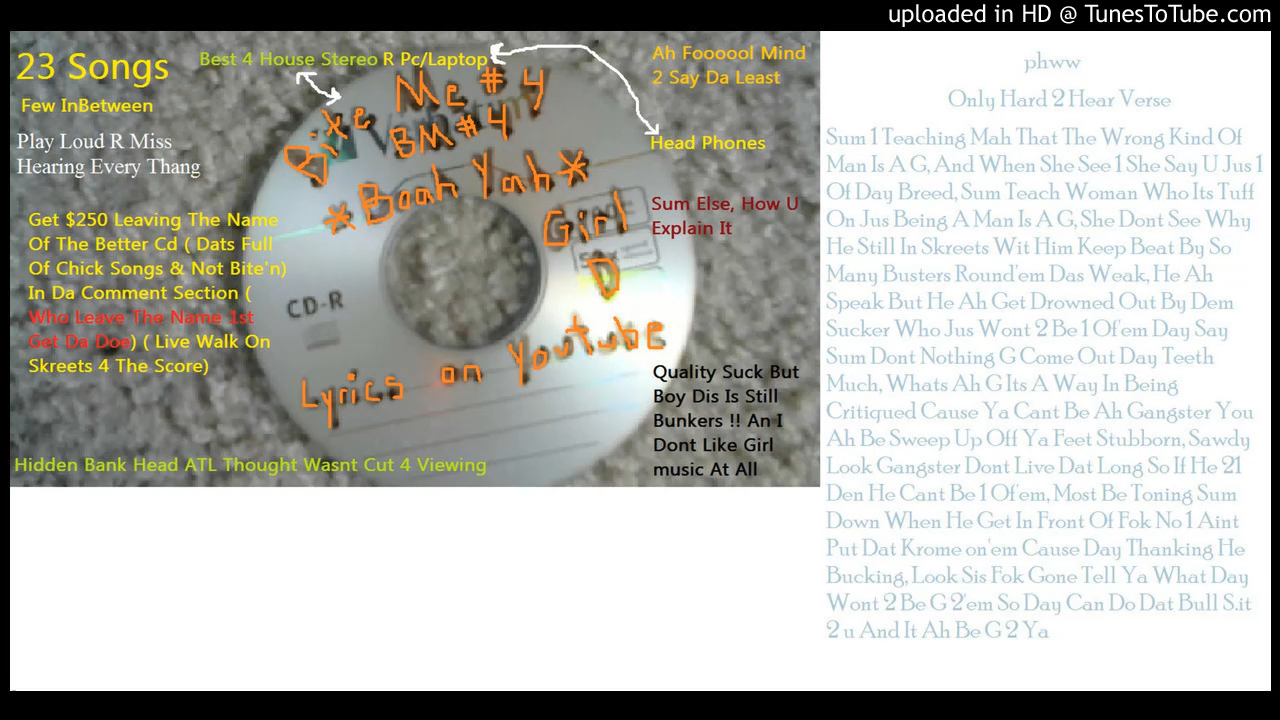 uploaded in HD @ TunesToTube.com
23 Songs
Few InBetween
Play Loud R Miss
Hearing Every Thang
Best 4 House Stereo R Pc/Laptop
Ah Foooool Mind
2 Say Da Least
Head Phones
Sum Else, How U
Explain It
Get $250 Leaving The Name
Of The Better Cd ( Dats Full
Of Chick Songs & Not Bite'n)
In Da Comment Section (
Who Leave The Name 1st
Get Da Doe) ( Live Walk On
Skreets 4 The Score)
Bite Me # 4
BM # 4
* Baah Yah *
Girl
D
CD-R
Lyrics on Youtube
Quality Suck But
Boy Dis Is Still
Bunkers !! An I
Dont Like Girl
music At All
Hidden Bank Head ATL Thought Wasnt Cut 4 Viewing
phww
Only Hard 2 Hear Verse
Sum 1 Teaching Mah That The Wrong Kind Of
Man Is A G, And When She See 1 She Say U Jus 1
Of Day Breed, Sum Teach Woman Who Its Tuff
On Jus Being A Man Is A G, She Dont See Why
He Still In Skreets Wit Him Keep Beat By So
Many Busters Round'em Das Weak, He Ah
Speak But He Ah Get Drowned Out By Dem
Sucker Who Jus Wont 2 Be 1 Of'em Day Say
Sum Dont Nothing G Come Out Day Teeth
Much, Whats Ah G Its A Way In Being
Critiqued Cause Ya Cant Be Ah Gangster You
Ah Be Sweep Up Off Ya Feet Stubborn, Sawdy
Look Gangster Dont Live Dat Long So If He 21
Den He Cant Be 1 Of'em, Most Be Toning Sum
Down When He Get In Front Of Fok No 1 Aint
Put Dat Krome on'em Cause Day Thanking He
Bucking, Look Sis Fok Gone Tell Ya What Day
Wont 2 Be G 2'em So Day Can Do Dat Bull S.it
2 u And It Ah Be G 2 Ya